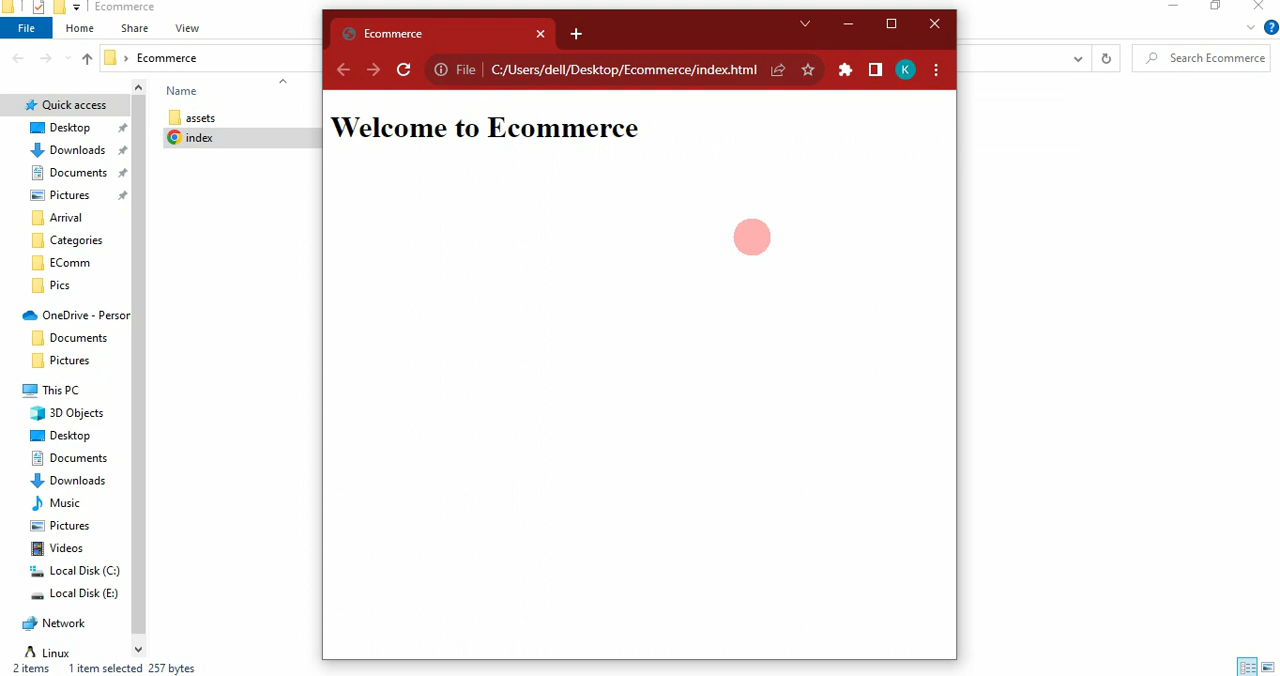 Ecommerce
File
Home
Share
View
Ecommerce
Search Ecommerce
Quick access
Desktop
Downloads
Documents
Pictures
Arrival
Categories
EComm
Pics
OneDrive - Person
Documents
Pictures
This PC
3D Objects
Desktop
Documents
Downloads
Music
Pictures
Videos
Local Disk (C:)
Local Disk (E:)
Network
Linux
Name
assets
index
2 items
1 item selected 257 bytes
Ecommerce
File
C:/Users/dell/Desktop/Ecommerce/index.html
K
Welcome to Ecommerce